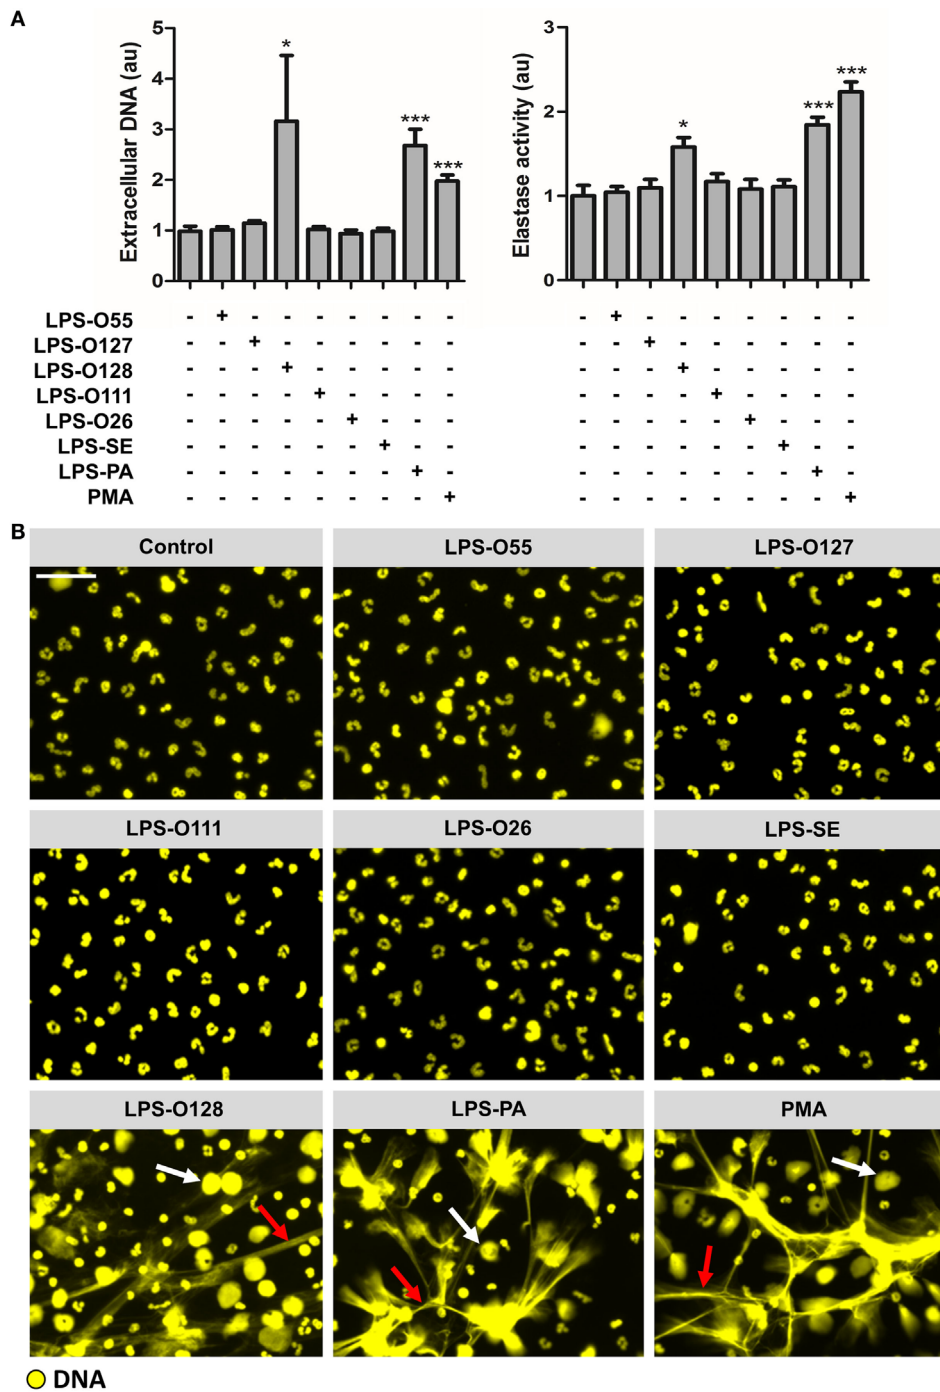 A
Extracellular DNA (au)
5
4
3
2
1
0
*
***
***
Elastase activity (au)
3
2
1
0
*
***
***
LPS-O55 - + - - - - - - - - + - - - - - - -
LPS-O127 - - + - - - - - - - - + - - - - - -
LPS-O128 - - - + - - - - - - - - + - - - - -
LPS-O111 - - - - + - - - - - - - - + - - - -
LPS-O26 - - - - - + - - - - - - - - + - - -
LPS-SE - - - - - - + - - - - - - - - + - -
LPS-PA - - - - - - - + - - - - - - - - + -
PMA - - - - - - - - + - - - - - - - - +
B
Control LPS-O55 LPS-O127
LPS-O111 LPS-O26 LPS-SE
LPS-O128 LPS-PA PMA
DNA